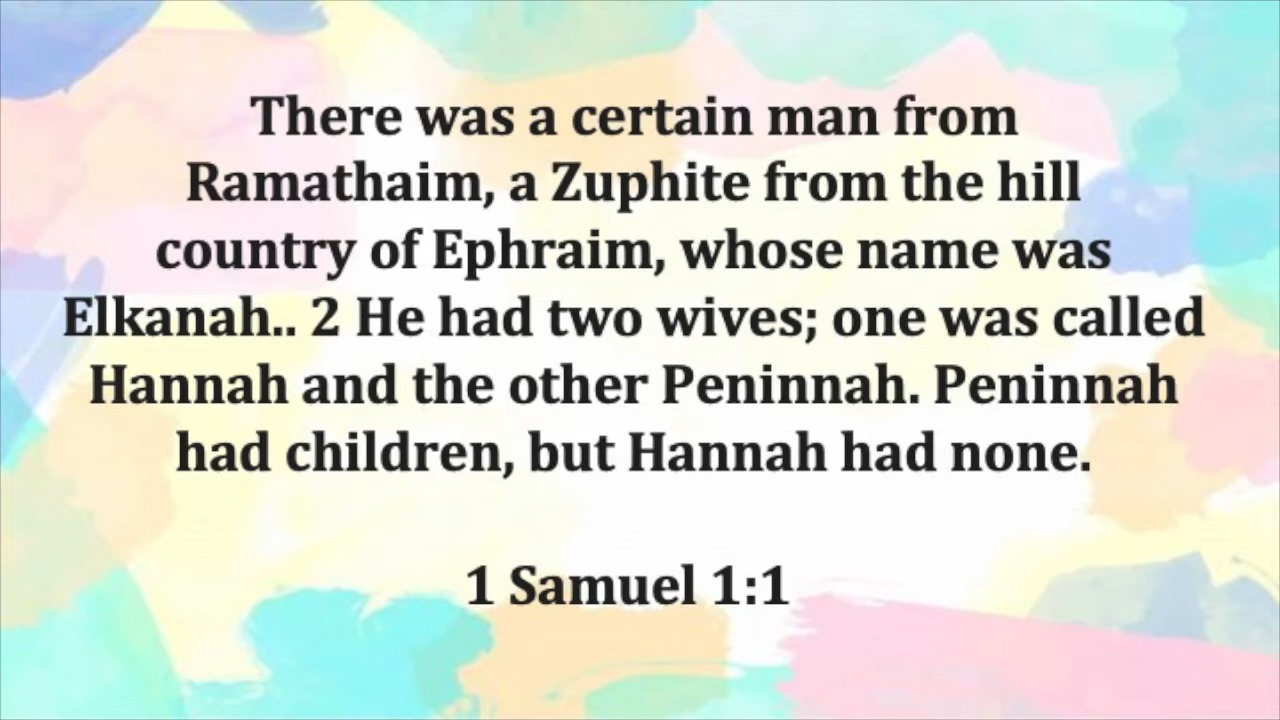 There was a certain man from
Ramathaim, a Zuphite from the hill
country of Ephraim, whose name was
Elkanah.. 2 He had two wives; one was called
Hannah and the other Peninnah. Peninnah
had children, but Hannah had none.
1 Samuel 1:1